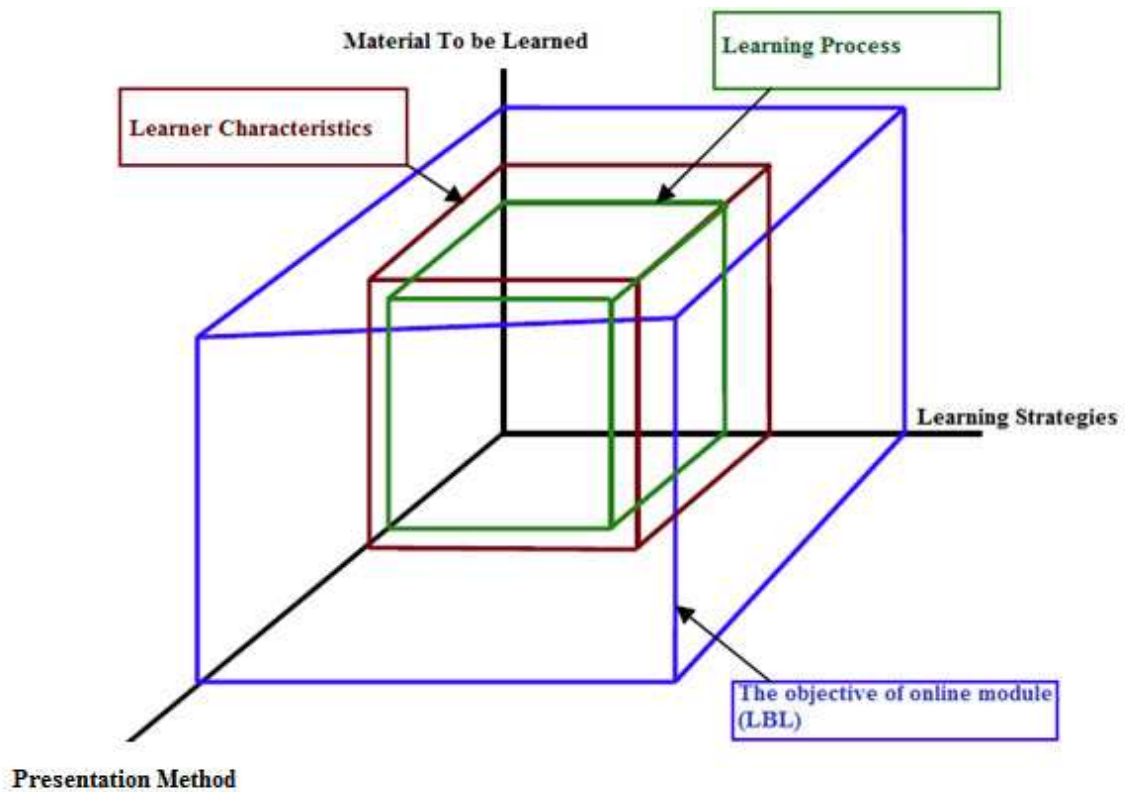 Material To be Learned
Learning Process
Learner Characteristics
Learning Strategies
The objective of online module
(LBL)
Presentation Method